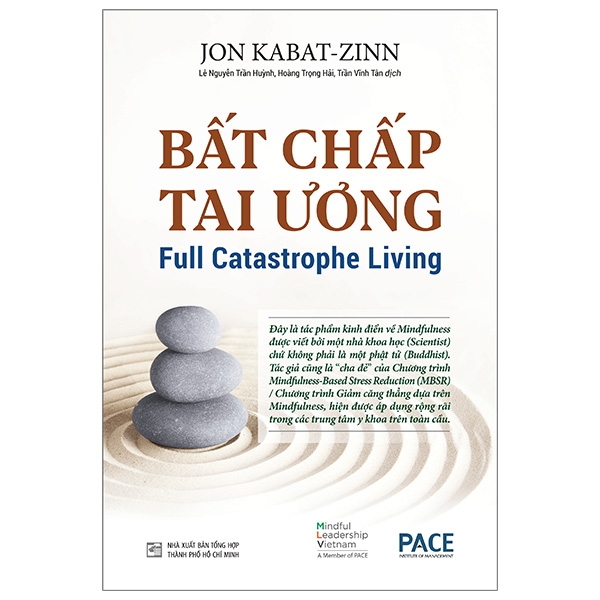 JON KABAT-ZINN
Lê Nguyễn Trần Huỳnh, Hoàng Trọng Hải, Trần Vĩnh Tân dịch
BẤT CHẤP
TAI ƯƠNG
Full Catastrophe Living
Đây là tác phẩm kinh điển về Mindfulness
được viết bởi một nhà khoa học (Scientist)
chứ không phải là một phật tử (Buddhist).
Tác giả cũng là “cha đẻ” của Chương trình
Mindfulness-Based Stress Reduction (MBSR)
/ Chương trình Giảm căng thẳng dựa trên
Mindfulness, hiện được áp dụng rộng rãi
trong các trung tâm y khoa trên toàn cầu.
NHÀ XUẤT BẢN TỔNG HỢP
THÀNH PHỐ HỒ CHÍ MINH
Mindful
Leadership
Vietnam
A Member of PACE
PACE
INSTITUTE OF MANAGEMENT